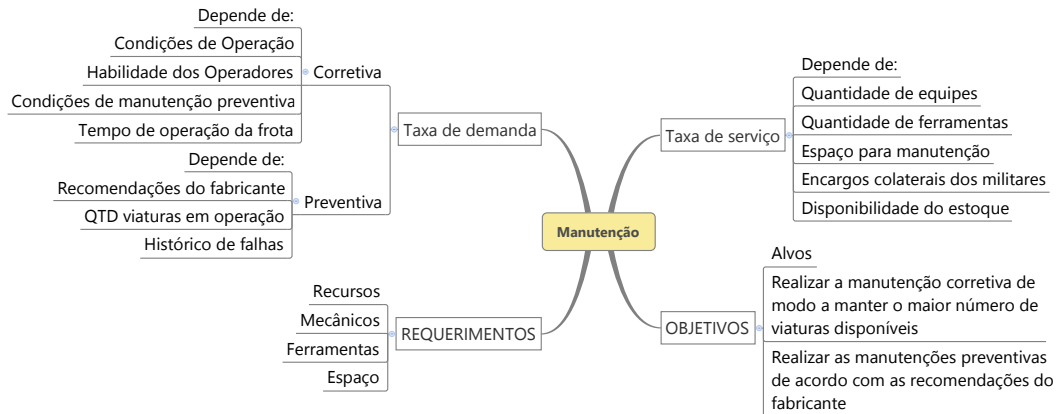 Depende de:
Condições de Operação
Habilidade dos Operadores
Condições de manutenção preventiva
Tempo de operação da frota
Corretiva
Depende de:
Recomendações do fabricante
QTD viaturas em operação
Histórico de falhas
Preventiva
Taxa de demanda
Recursos
Mecânicos
Ferramentas
Espaço
REQUERIMENTOS
Manutenção
Taxa de serviço
Depende de:
Quantidade de equipes
Quantidade de ferramentas
Espaço para manutenção
Encargos colaterais dos militares
Disponibilidade do estoque
OBJETIVOS
Alvos
Realizar a manutenção corretiva de
modo a manter o maior número de
viaturas disponíveis
Realizar as manutenções preventivas
de acordo com as recomendações do
fabricante